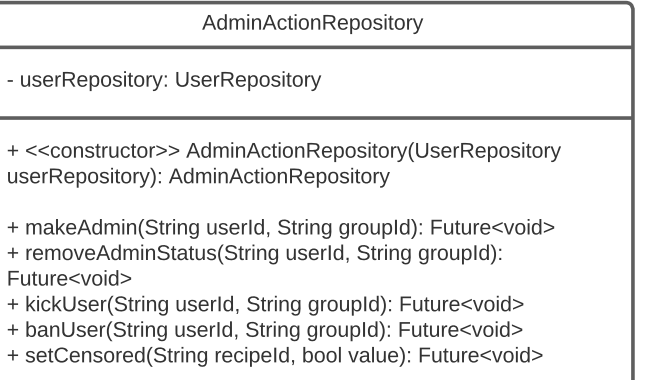 AdminActionRepository
- userRepository: UserRepository
+ <<constructor>> AdminActionRepository(UserRepository
userRepository): AdminActionRepository
+ makeAdmin(String userId, String groupId): Future<void>
+ removeAdminStatus(String userId, String groupId):
Future<void>
+ kickUser(String userId, String groupId): Future<void>
+ banUser(String userId, String groupId): Future<void>
+ setCensored(String recipeId, bool value): Future<void>